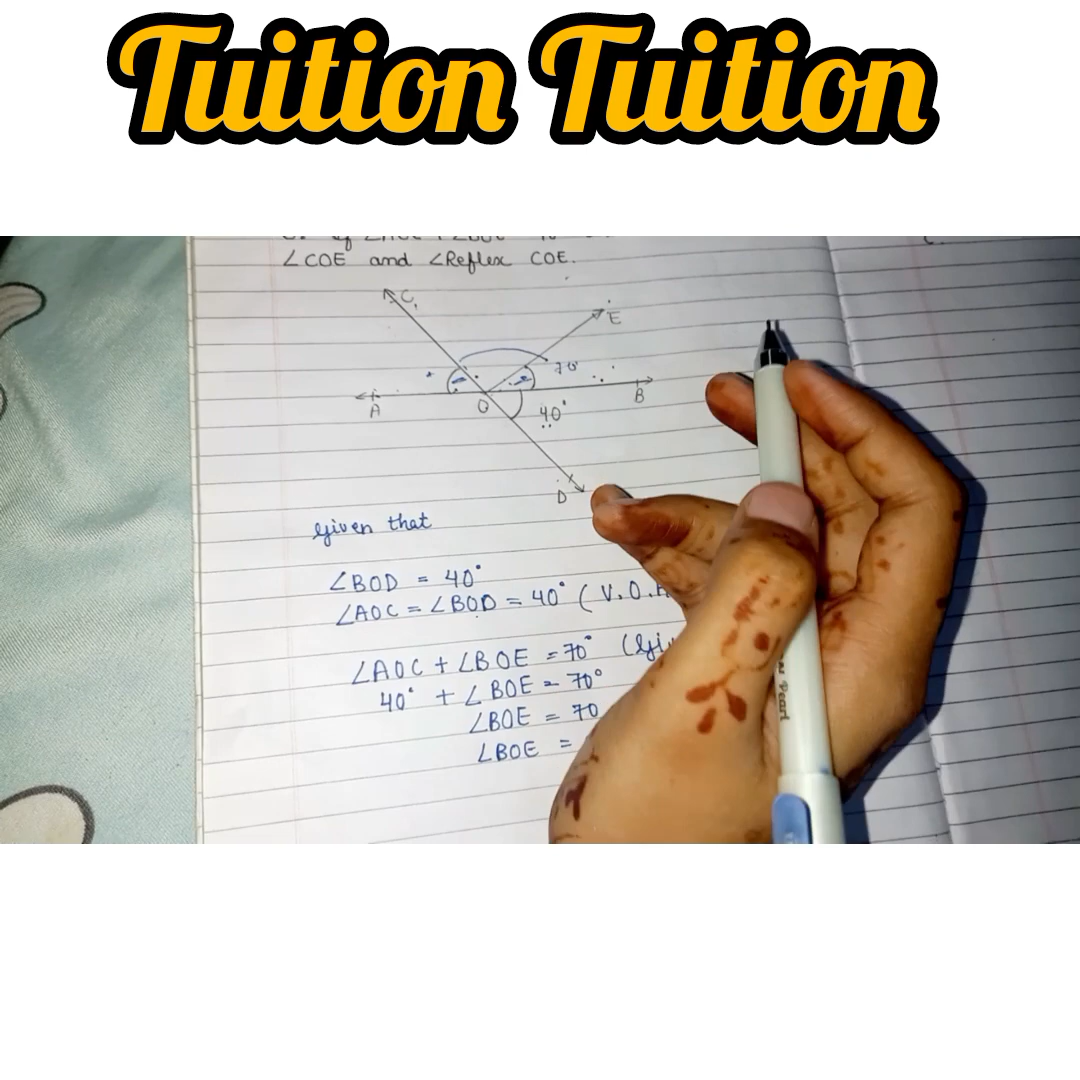 Tuition Tuition
∠COE and ∠Reflex COE.
C
E
70
A
O
B
40°
D
given that
∠BOD = 40°
∠AOC = ∠BOD = 40° (V.O.
∠AOC + ∠BOE = 70°
40° + ∠BOE = 70°
∠BOE = 70
∠BOE =
Pearl